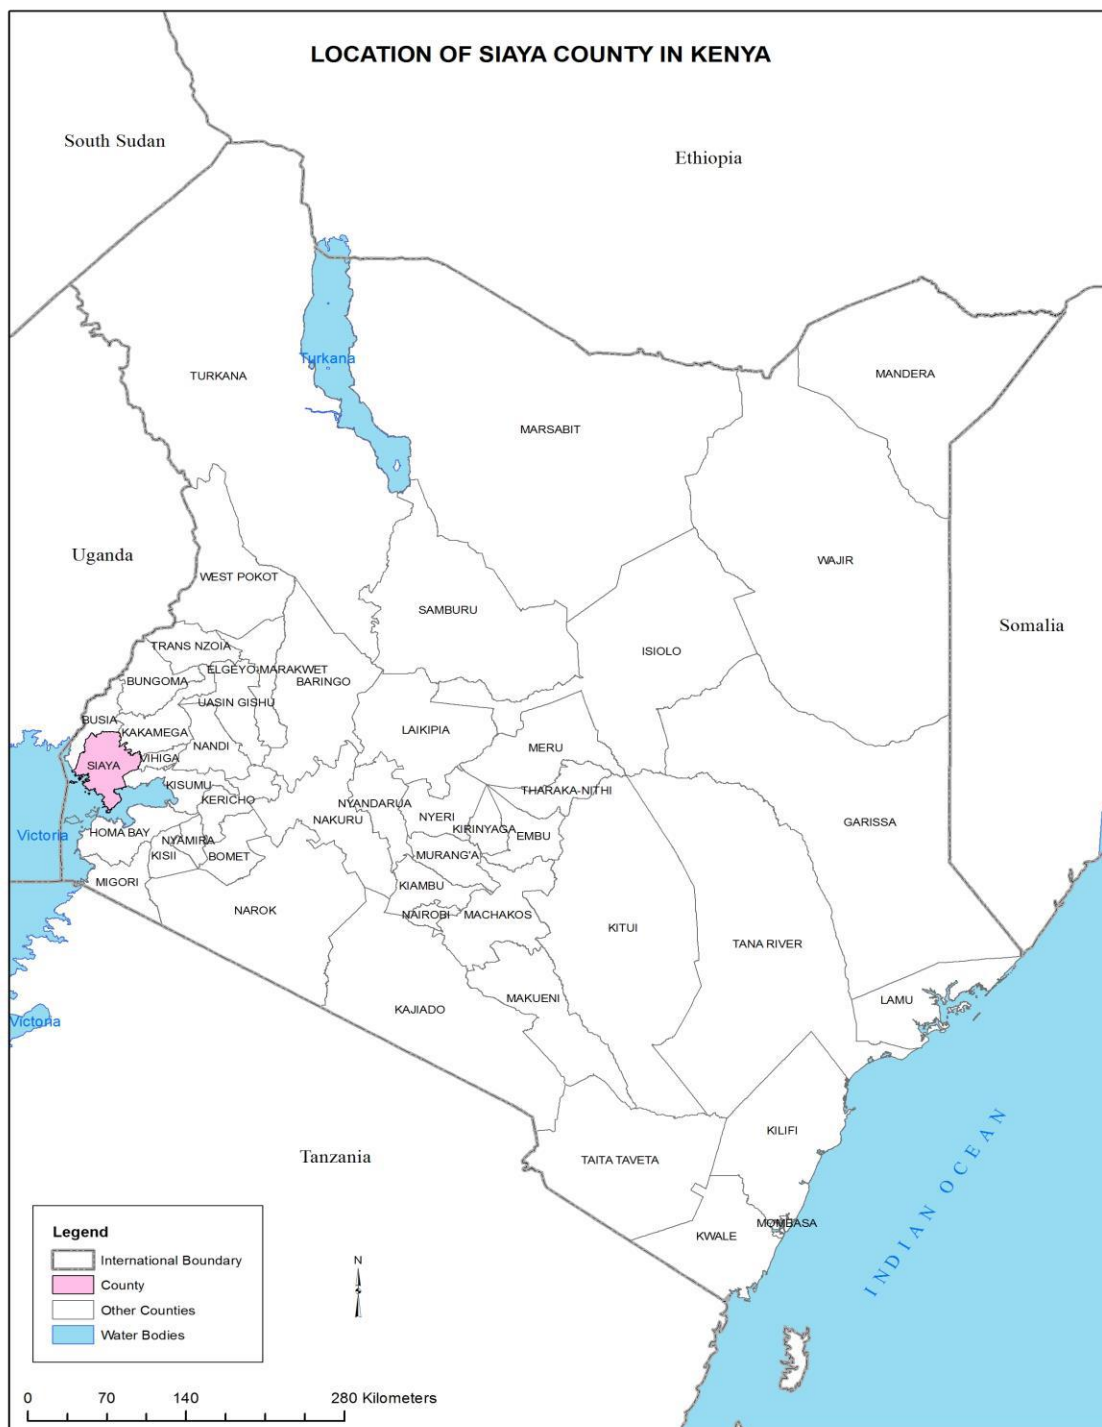 LOCATION OF SIAYA COUNTY IN KENYA
South Sudan
Ethiopia
Turkana
TURKANA
MANDERA
MARSABIT
Uganda
WEST POKOT
WAJIR
SAMBURU
Somalia
TRANS NZOIA
ISIOLO
ELGEYO-MARAKWET
BUNGOMA
BARINGO
UASIN GISHU
BUSIA
KAKAMEGA
LAIKIPIA
NANDI
MERU
VIHIGA
SIAYA
KISUMU
THARAKA-NITHI
KERICHO
NYANDARUA
NYERI
GARISSA
NAKURU
KIRINYAGA
Victoria
HOMA BAY
EMBU
NYAMIRA
KISII
BOMET
MURANG'A
MIGORI
KIAMBU
NAROK
NAIROBI
MACHAKOS
KITUI
TANA RIVER
MAKUENI
LAMU
KAJIADO
Victoria
KILIFI
Tanzania
TAITA TAVETA
INDIAN OCEAN
MOMBASA
KWALE
Legend
International Boundary
County
Other Counties
Water Bodies
N
0 70 140 280 Kilometers